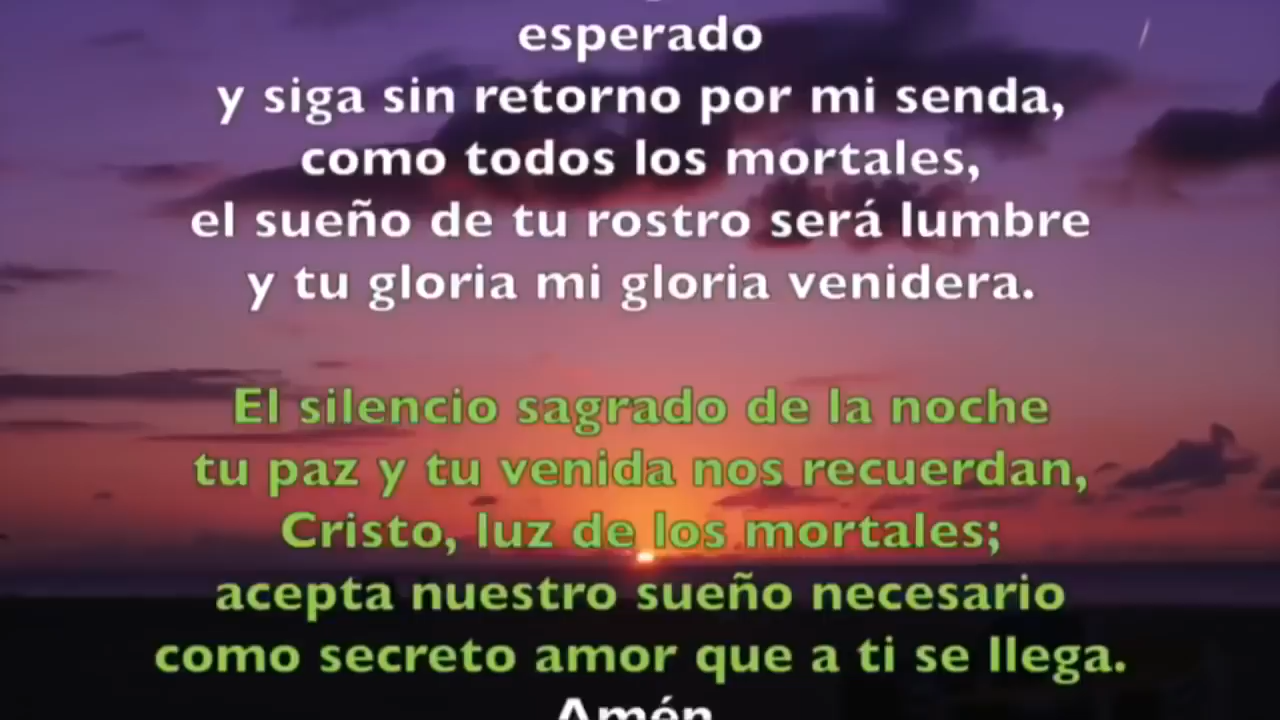 esperado
y siga sin retorno por mi senda,
como todos los mortales,
el sueño de tu rostro será lumbre
y tu gloria mi gloria venidera.
El silencio sagrado de la noche
tu paz y tu venida nos recuerdan,
Cristo, luz de los mortales;
acepta nuestro sueño necesario
como secreto amor que a ti se llega.
Amén